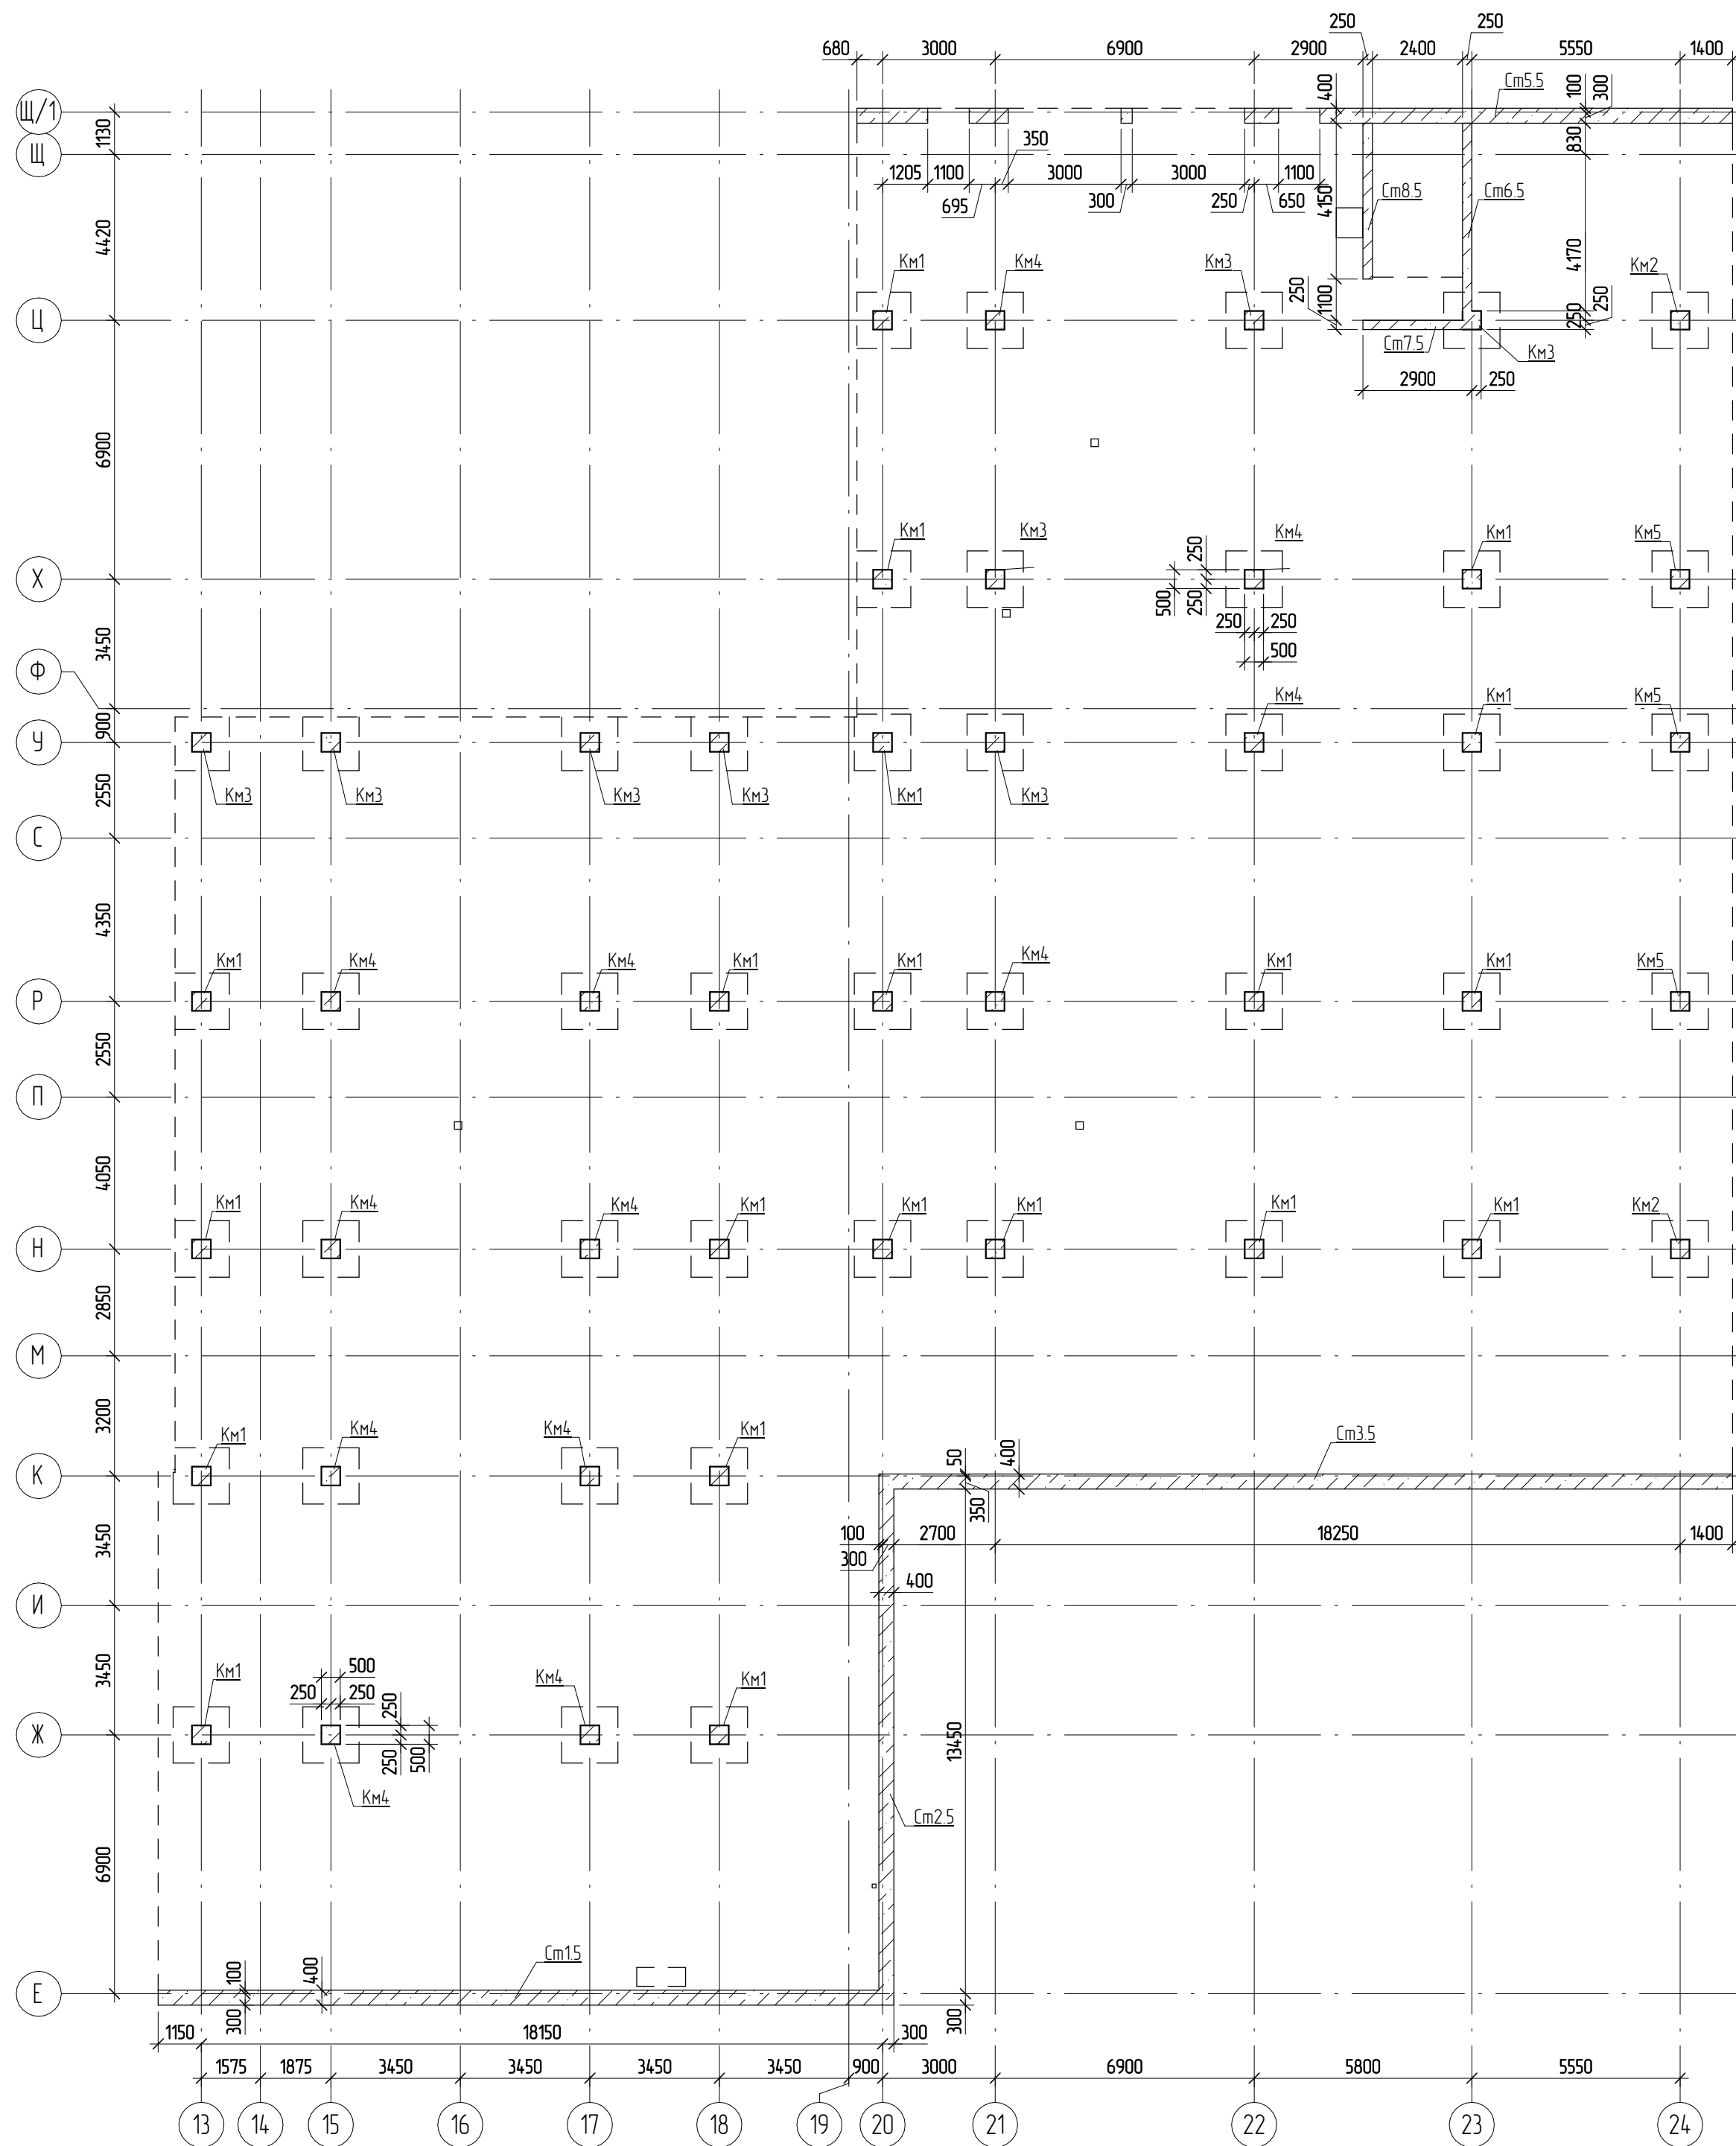 250 250
680 3000 6900 2900 2400 5550 1400
Щ/1 400 Ст5.5 100 300
1130 830
Щ 350
1205 1100 3000 3000 1100
695 300 250 650 4150 Ст8.5 Ст6.5
4420 4170
Км1 Км4 Км3 Км2
250 1100 250 250
Ц
Ст7.5 Км3
2900 250
6900
Км1 Км3 Км4 Км1 Км5
250
Х
500 250
3450 250 250
500
Ф
900 Км4 Км1 Км5
У
2550 Км3 Км3 Км3 Км3 Км1 Км3
С
4350
Км1 Км4 Км4 Км1 Км1 Км4 Км1 Км1 Км5
Р
2550
П
4050
Км1 Км4 Км4 Км1 Км1 Км1 Км1 Км1 Км2
Н
2850
М
3200
Км1 Км4 Км4 Км1 50 400 Ст3.5
К
350
3450 100 2700 18250 1400
300
400
И
3450 Км1 500 Км4 Км1
250 250 250
Ж
250 500 13450
Км4
Ст2.5
6900
100 400 Ст1.5
Е
300 300
1150 18150 300
1575 1875 3450 3450 3450 3450 900 3000 6900 5800 5550
13 14 15 16 17 18 19 20 21 22 23 24